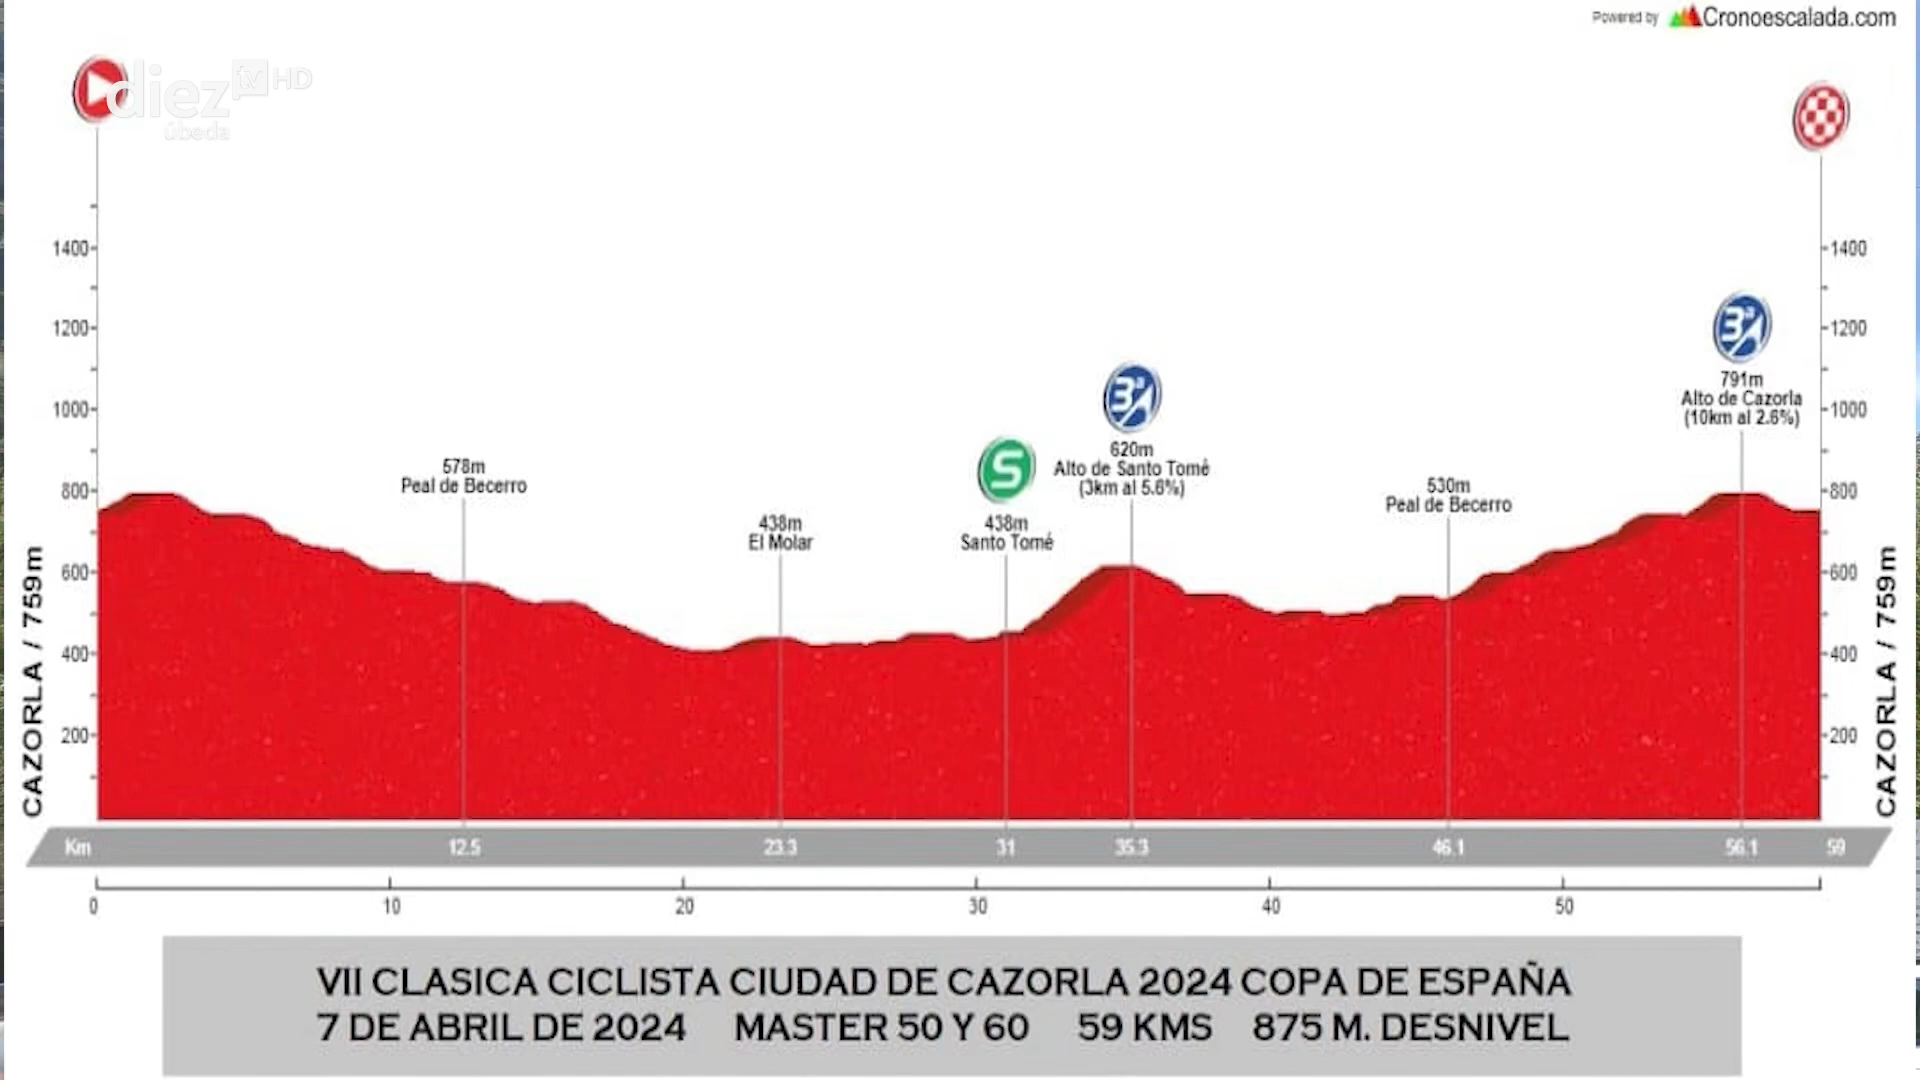 Powered by Cronoescalada.com
diez tv HD
úbeda
1400
1200
1000
800
600
400
200
1400
1200
1000
800
600
400
200
CAZORLA / 759m
578m
Peal de Becerro
438m
El Molar
S
438m
Santo Tomé
3ª
620m
Alto de Santo Tomé
(3km al 5.6%)
530m
Peal de Becerro
3ª
791m
Alto de Cazorla
(10km al 2.6%)
CAZORLA / 759m
Km 12.5 23.3 31 35.3 46.1 56.1 59
0 10 20 30 40 50
VII CLASICA CICLISTA CIUDAD DE CAZORLA 2024 COPA DE ESPAÑA
7 DE ABRIL DE 2024 MASTER 50 Y 60 59 KMS 875 M. DESNIVEL